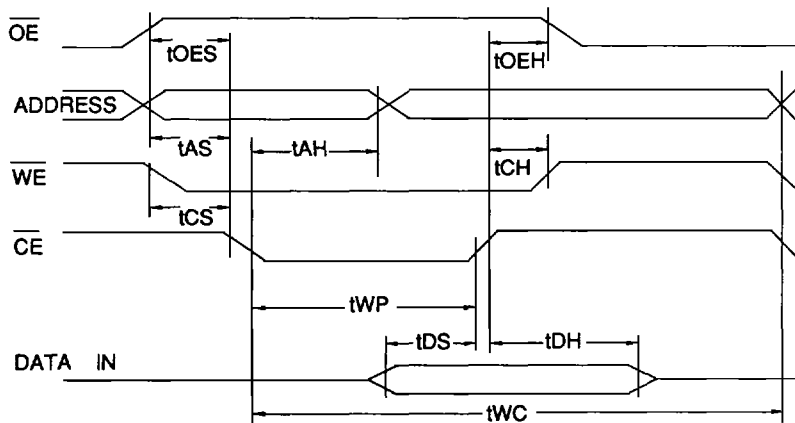 OE
tOES
tOEH
ADDRESS
tAS
tAH
tCH
WE
tCS
CE
tWP
tDS
tDH
DATA IN
tWC